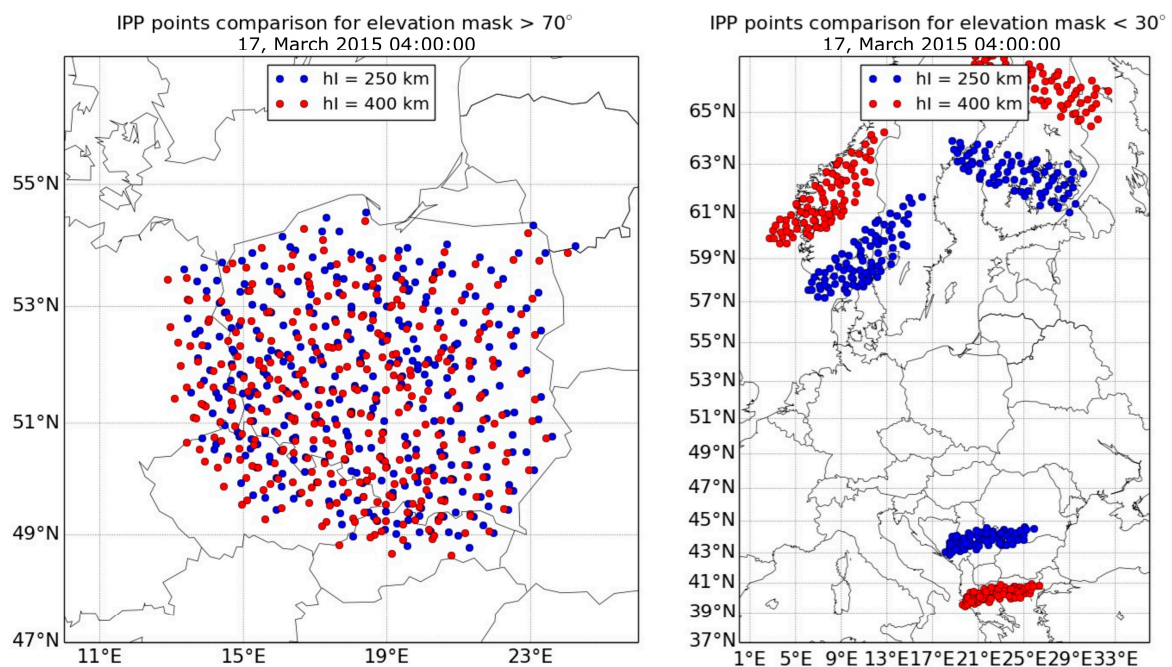 IPP points comparison for elevation mask > 70°
17, March 2015 04:00:00
hI = 250 km
hI = 400 km
55°N
53°N
51°N
49°N
47°N
11°E 15°E 19°E 23°E
IPP points comparison for elevation mask < 30°
17, March 2015 04:00:00
hI = 250 km
hI = 400 km
65°N
63°N
61°N
59°N
57°N
55°N
53°N
51°N
49°N
47°N
45°N
43°N
41°N
39°N
37°N
1°E 5°E 9°E 13°E 17°E 21°E 25°E 29°E 33°E